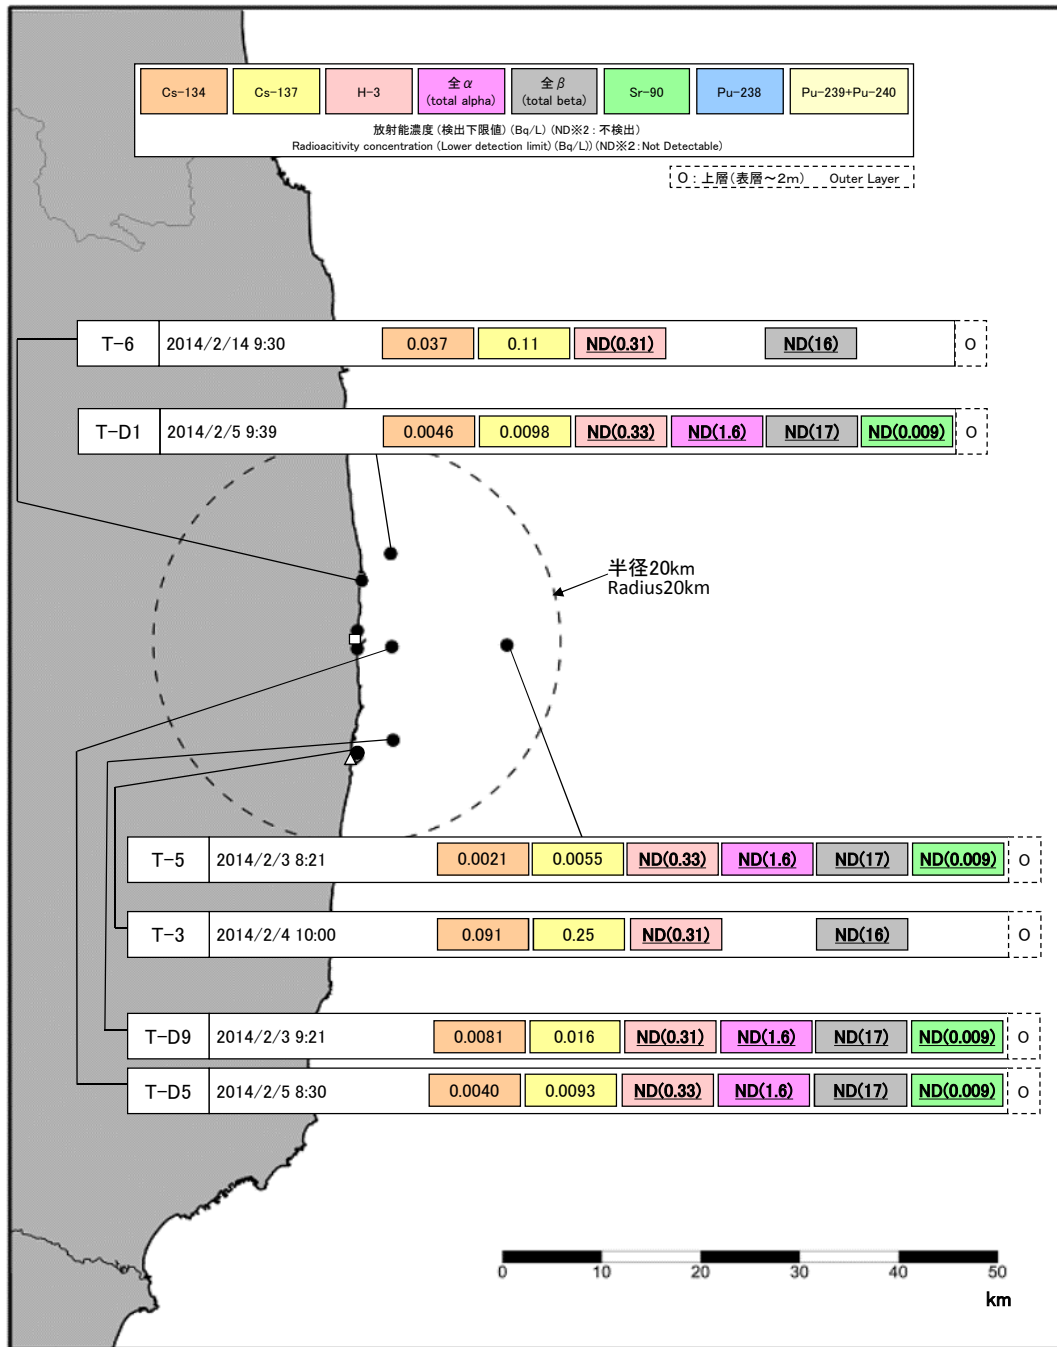 Cs-134 Cs-137 H-3 全α (total alpha) 全β (total beta) Sr-90 Pu-238 Pu-239+Pu-240
放射能濃度(検出下限値)(Bq/L)(ND※2:不検出)
Radioacitivity concentration (Lower detection limit) (Bq/L)) (ND※2:Not Detectable)
O:上層(表層～2m) Outer Layer
T-6 2014/2/14 9:30 0.037 0.11 ND(0.31) ND(16) O
T-D1 2014/2/5 9:39 0.0046 0.0098 ND(0.33) ND(1.6) ND(17) ND(0.009) O
半径20km
Radius20km
T-5 2014/2/3 8:21 0.0021 0.0055 ND(0.33) ND(1.6) ND(17) ND(0.009) O
T-3 2014/2/4 10:00 0.091 0.25 ND(0.31) ND(16) O
T-D9 2014/2/3 9:21 0.0081 0.016 ND(0.31) ND(1.6) ND(17) ND(0.009) O
T-D5 2014/2/5 8:30 0.0040 0.0093 ND(0.33) ND(1.6) ND(17) ND(0.009) O
0 10 20 30 40 50
km